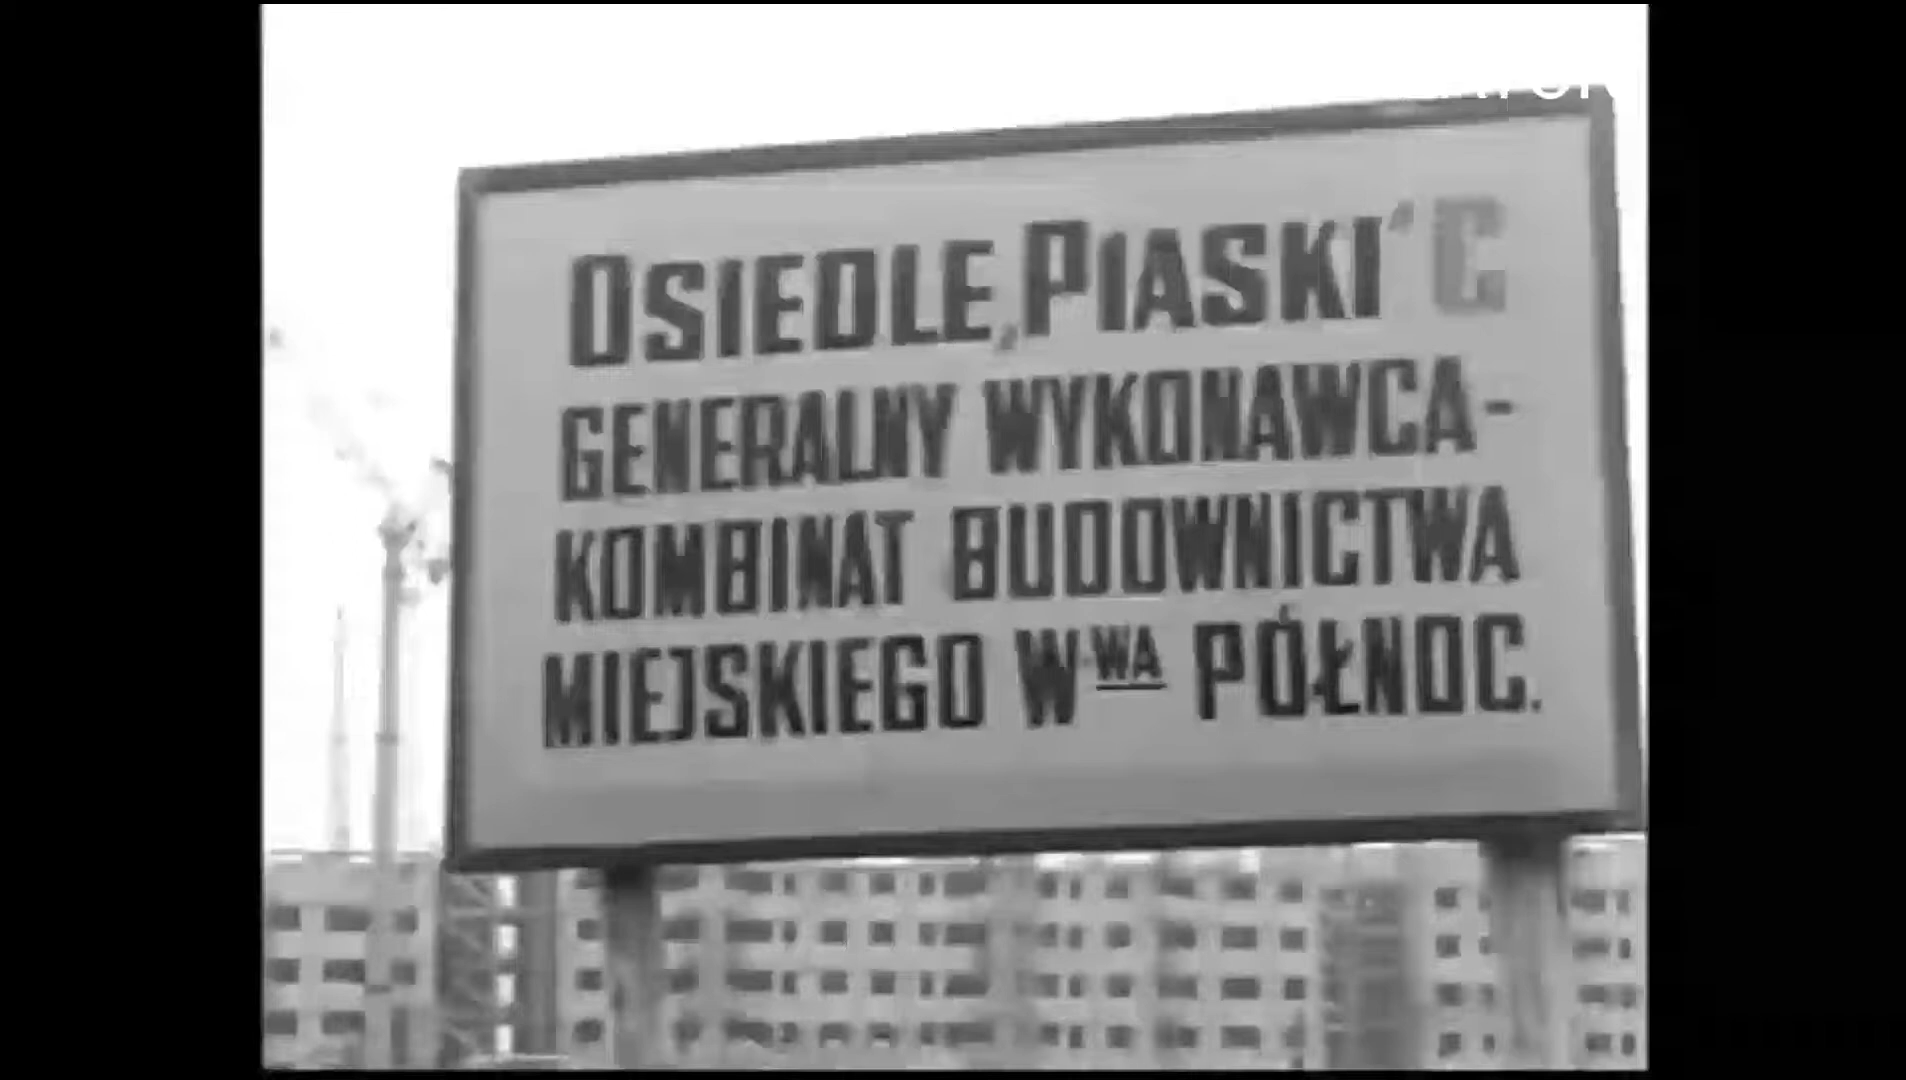 OSIEDLE „PIASKI” C
GENERALNY WYKONAWCA-
KOMBINAT BUDOWNICTWA
MIEJSKIEGO W-WA PÓŁNOC.